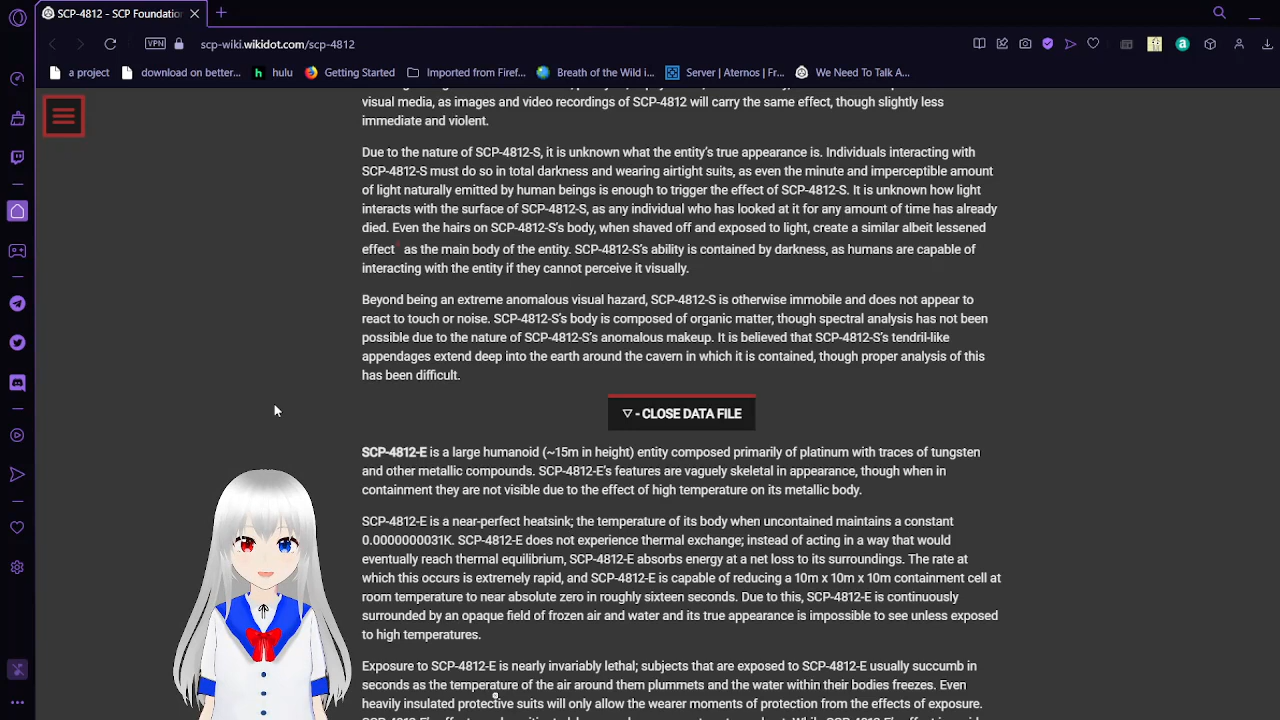 SCP-4812 - SCP Foundation
VPN
scp-wiki.wikidot.com/scp-4812
a project
download on better...
h hulu
Getting Started
Imported from Firef...
Breath of the Wild i...
Server | Aternos | Fr...
We Need To Talk A...
visual media, as images and video recordings of SCP-4812 will carry the same effect, though slightly less
immediate and violent.
Due to the nature of SCP-4812-S, it is unknown what the entity's true appearance is. Individuals interacting with
SCP-4812-S must do so in total darkness and wearing airtight suits, as even the minute and imperceptible amount
of light naturally emitted by human beings is enough to trigger the effect of SCP-4812-S. It is unknown how light
interacts with the surface of SCP-4812-S, as any individual who has looked at it for any amount of time has already
died. Even the hairs on SCP-4812-S's body, when shaved off and exposed to light, create a similar albeit lessened
effect as the main body of the entity. SCP-4812-S's ability is contained by darkness, as humans are capable of
interacting with the entity if they cannot perceive it visually.
Beyond being an extreme anomalous visual hazard, SCP-4812-S is otherwise immobile and does not appear to
react to touch or noise. SCP-4812-S's body is composed of organic matter, though spectral analysis has not been
possible due to the nature of SCP-4812-S's anomalous makeup. It is believed that SCP-4812-S's tendril-like
appendages extend deep into the earth around the cavern in which it is contained, though proper analysis of this
has been difficult.
▽ - CLOSE DATA FILE
SCP-4812-E is a large humanoid (~15m in height) entity composed primarily of platinum with traces of tungsten
and other metallic compounds. SCP-4812-E's features are vaguely skeletal in appearance, though when in
containment they are not visible due to the effect of high temperature on its metallic body.
SCP-4812-E is a near-perfect heatsink; the temperature of its body when uncontained maintains a constant
0.0000000031K. SCP-4812-E does not experience thermal exchange; instead of acting in a way that would
eventually reach thermal equilibrium, SCP-4812-E absorbs energy at a net loss to its surroundings. The rate at
which this occurs is extremely rapid, and SCP-4812-E is capable of reducing a 10m x 10m x 10m containment cell at
room temperature to near absolute zero in roughly sixteen seconds. Due to this, SCP-4812-E is continuously
surrounded by an opaque field of frozen air and water and its true appearance is impossible to see unless exposed
to high temperatures.
Exposure to SCP-4812-E is nearly invariably lethal; subjects that are exposed to SCP-4812-E usually succumb in
seconds as the temperature of the air around them plummets and the water within their bodies freezes. Even
heavily insulated protective suits will only allow the wearer moments of protection from the effects of exposure.